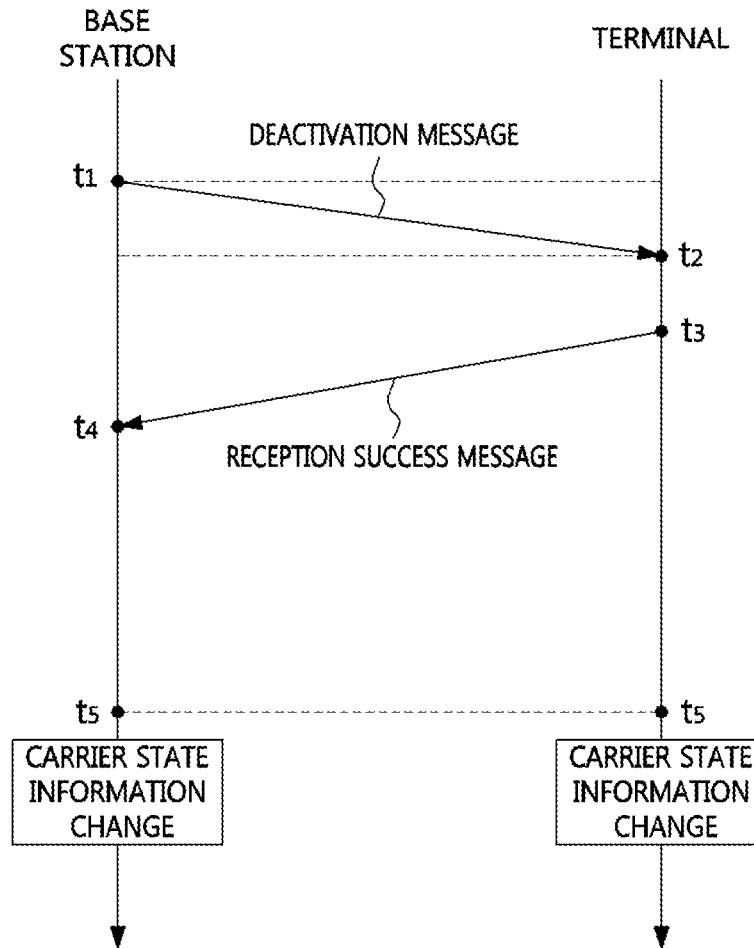 BASE
STATION
TERMINAL
DEACTIVATION MESSAGE
t1
t2
t3
t4
RECEPTION SUCCESS MESSAGE
t5
t5
CARRIER STATE
INFORMATION
CHANGE
CARRIER STATE
INFORMATION
CHANGE